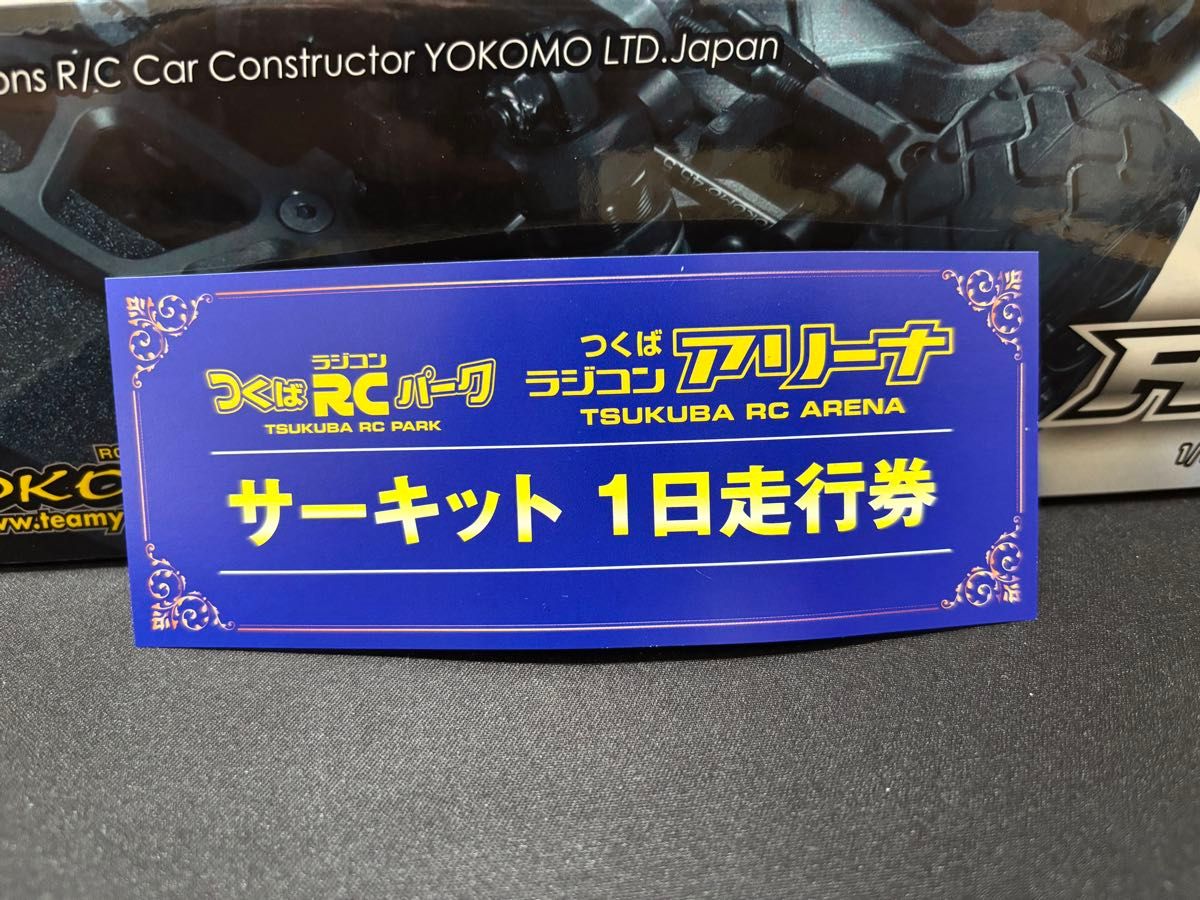 ons R/C Car Constructor YOKOMO LTD.Japan
ラジコン
つくばRCパーク
TSUKUBA RC PARK
つくば
ラジコン アリーナ
TSUKUBA RC ARENA
サーキット 1日走行券
www.teamy